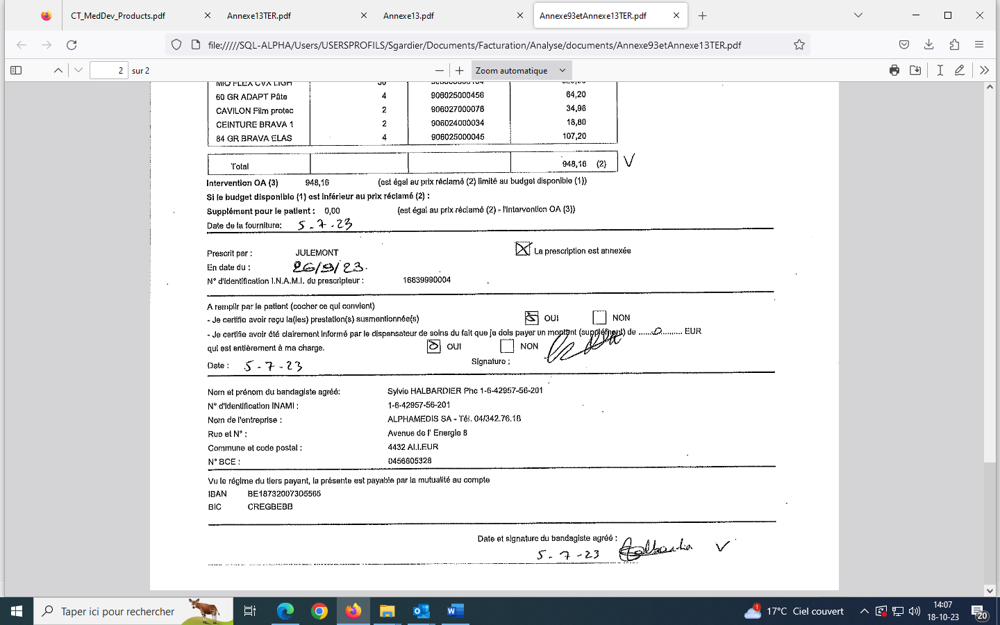 CT_MedDev_Products.pdf
Annexe13TER.pdf
Annexe13.pdf
Annexe93etAnnexe13TER.pdf
file://///SQL-ALPHA/Users/USERSPROFILS/Sgardier/Documents/Facturation/Analyse/documents/Annexe93etAnnexe13TER.pdf
2 sur 2
Zoom automatique
MIO FLEX CVX LIGH
60 GR ADAPT Pâte 4 906025000456 64,20
CAVILON Film protec 2 906027000076 34,96
CEINTURE BRAVA 1 2 906024000034 18,80
84 GR BRAVA ELAS 4 906025000045 107,20
Total 948,16 (2) V
Intervention OA (3) 948,16 (est égal au prix réclamé (2) limité au budget disponible (1))
Si le budget disponible (1) est inférieur au prix réclamé (2) :
Supplément pour le patient : 0,00 (est égal au prix réclamé (2) - l'Intervention OA (3))
Date de la fourniture: 5-7-23
Prescrit par : JULEMONT La prescription est annexée
En date du : 26/9/23.
N° d'identification I.N.A.M.I. du prescripteur : 16839990004
A remplir par le patient (cocher ce qui convient)
- Je certifie avoir reçu la(les) prestation(s) susmentionnée(s) OUI NON
- Je certifie avoir été clairement informé par le dispensateur de soins du fait que je dois payer un montant (supplément) de ......0......... EUR
qui est entièrement à ma charge. OUI NON
Date : 5-7-23 Signature :
Nom et prénom du bandagiste agréé: Sylvie HALBARDIER Phc 1-6-42957-56-201
N° d'identification INAMI : 1-6-42957-56-201
Nom de l'entreprise : ALPHAMEDIS SA - Tél. 04/342.76.18
Rue et N° : Avenue de l' Energie 8
Commune et code postal : 4432 ALLEUR
N° BCE : 0456605328
Vu le régime du tiers payant, la présente est payable par la mutualité au compte
IBAN BE18732007305565
BIC CREGBEBB
Date et signature du bandagiste agréé :
5-7-23 V
Taper ici pour rechercher
1
17°C Ciel couvert
14:07
18-10-23
20